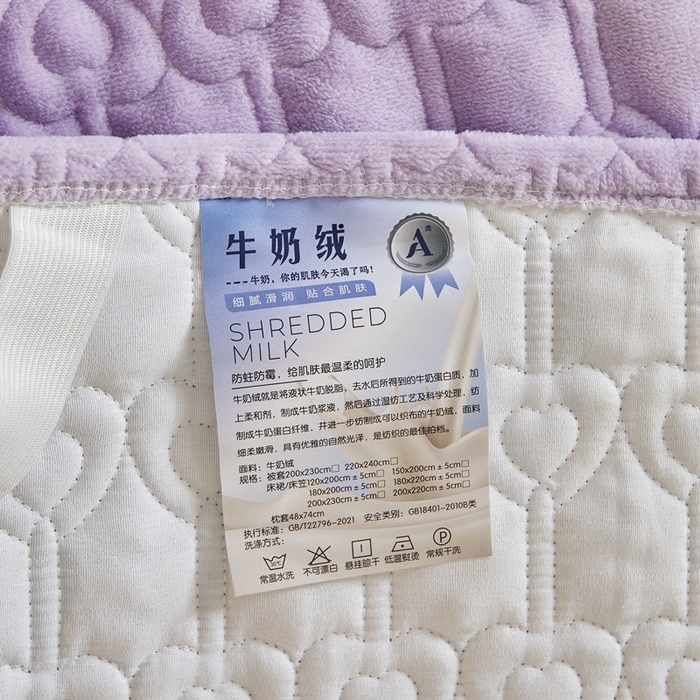 牛奶绒
A类
---牛奶，你的肌肤今天渴了吗！
细腻滑润 贴合肌肤
SHREDDED
MILK
防蛀防霉，给肌肤最温柔的呵护
牛奶绒就是将液状牛奶脱脂，去水后所得到的牛奶蛋白质，加
上柔和剂，制成牛奶浆液，然后通过湿纺工艺及科学处理，纺
制成牛奶蛋白纤维，并进一步纺制成可以织布的牛奶绒，面料
细柔嫩滑，具有优雅的自然光泽，是纺织的最佳拍档。
面料：牛奶绒
规格：被套200x230cm□ 220x240cm□
床裙/床笠120x200cm±5cm□ 150x200cm±5cm□
180x200cm±5cm□ 180x220cm±5cm□
200x230cm±5cm□ 200x220cm±5cm□
枕套48x74cm
执行标准：GB/T22796-2021 安全类别：GB18401-2010B类
洗涤方式：
30°C
P
常温水洗 不可漂白 悬挂晾干 低温熨烫 常规干洗